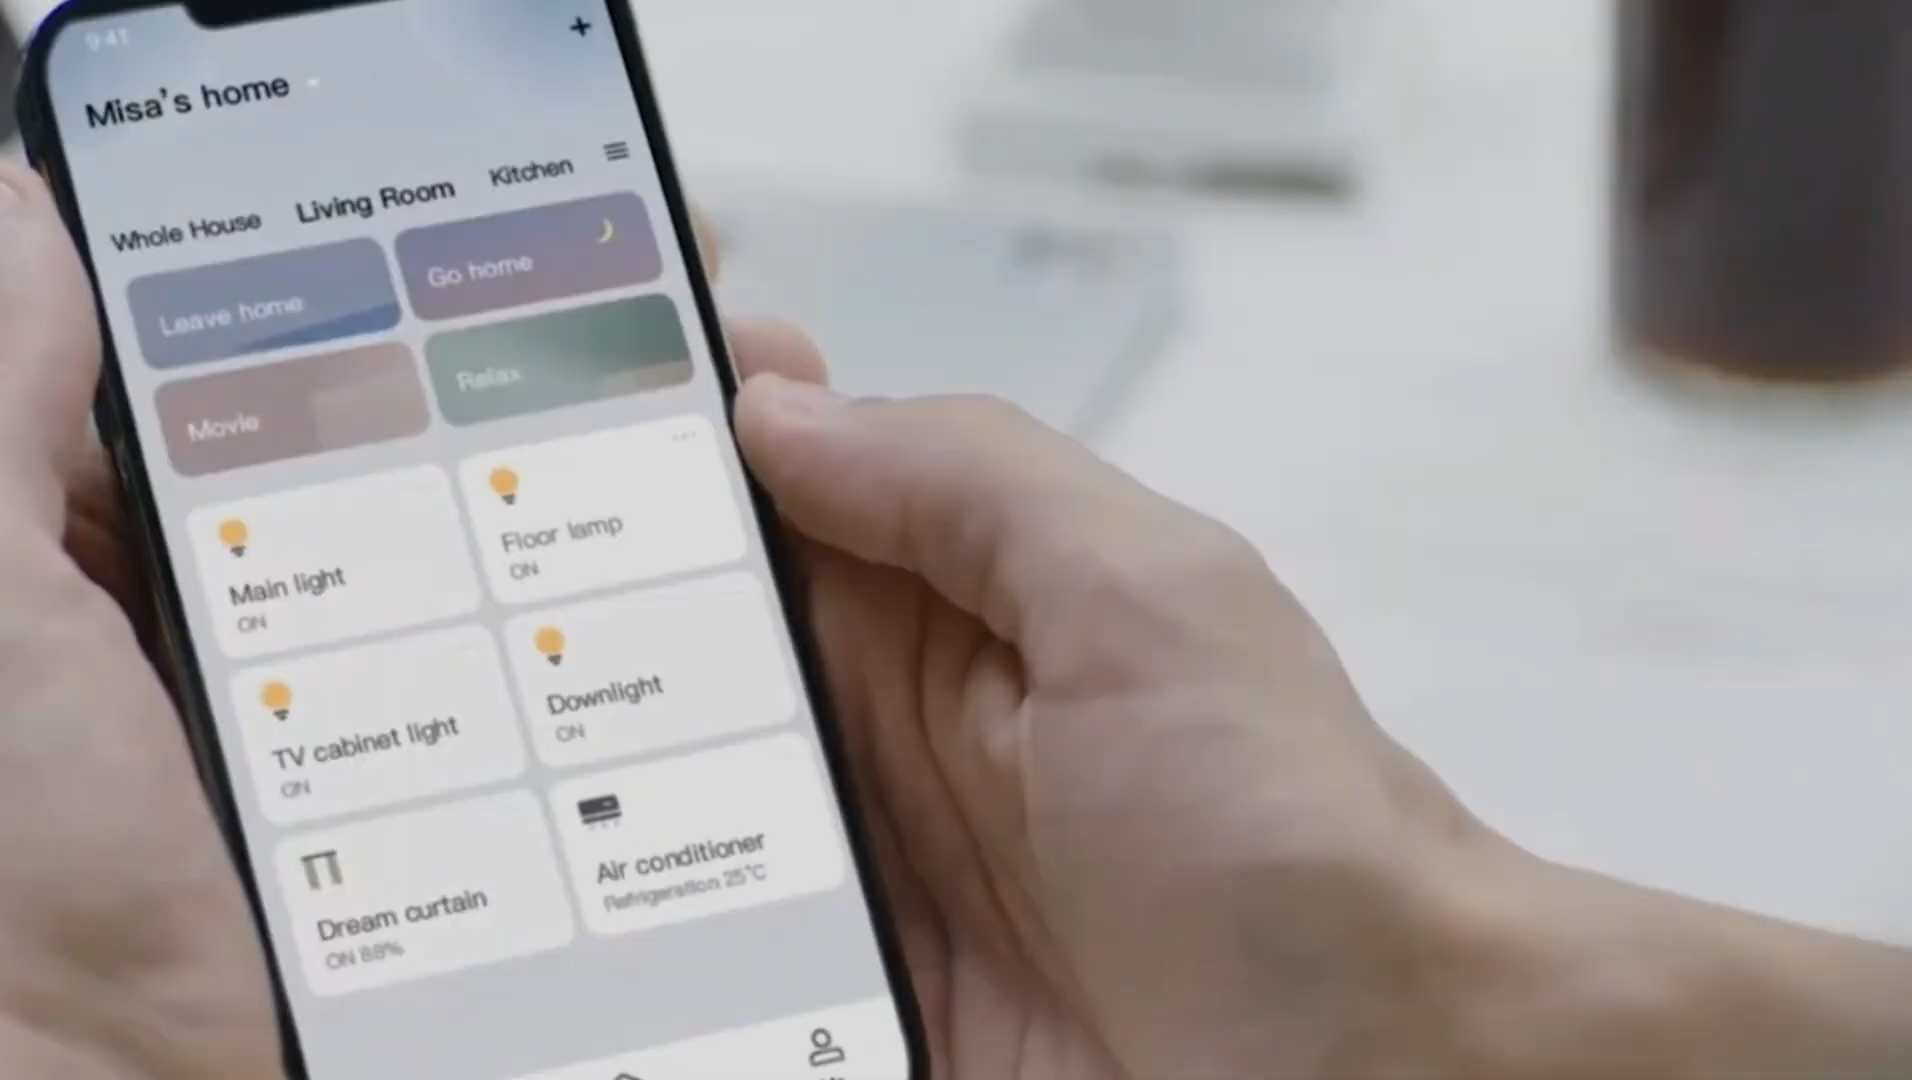 9:41
Misa's home
Whole House
Living Room
Kitchen
Leave home
Go home
Movie
Relax
Main light
ON
Floor lamp
ON
TV cabinet light
ON
Downlight
ON
Dream curtain
ON 88%
Air conditioner
Refrigeration 25°C